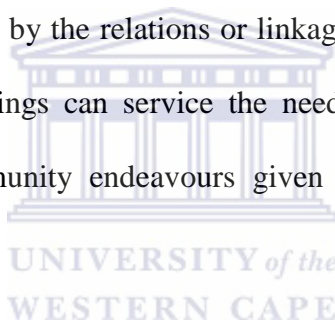 by the relations or linkag
ings can service the need
unity endeavours given
UNIVERSITY of the
WESTERN CAPE